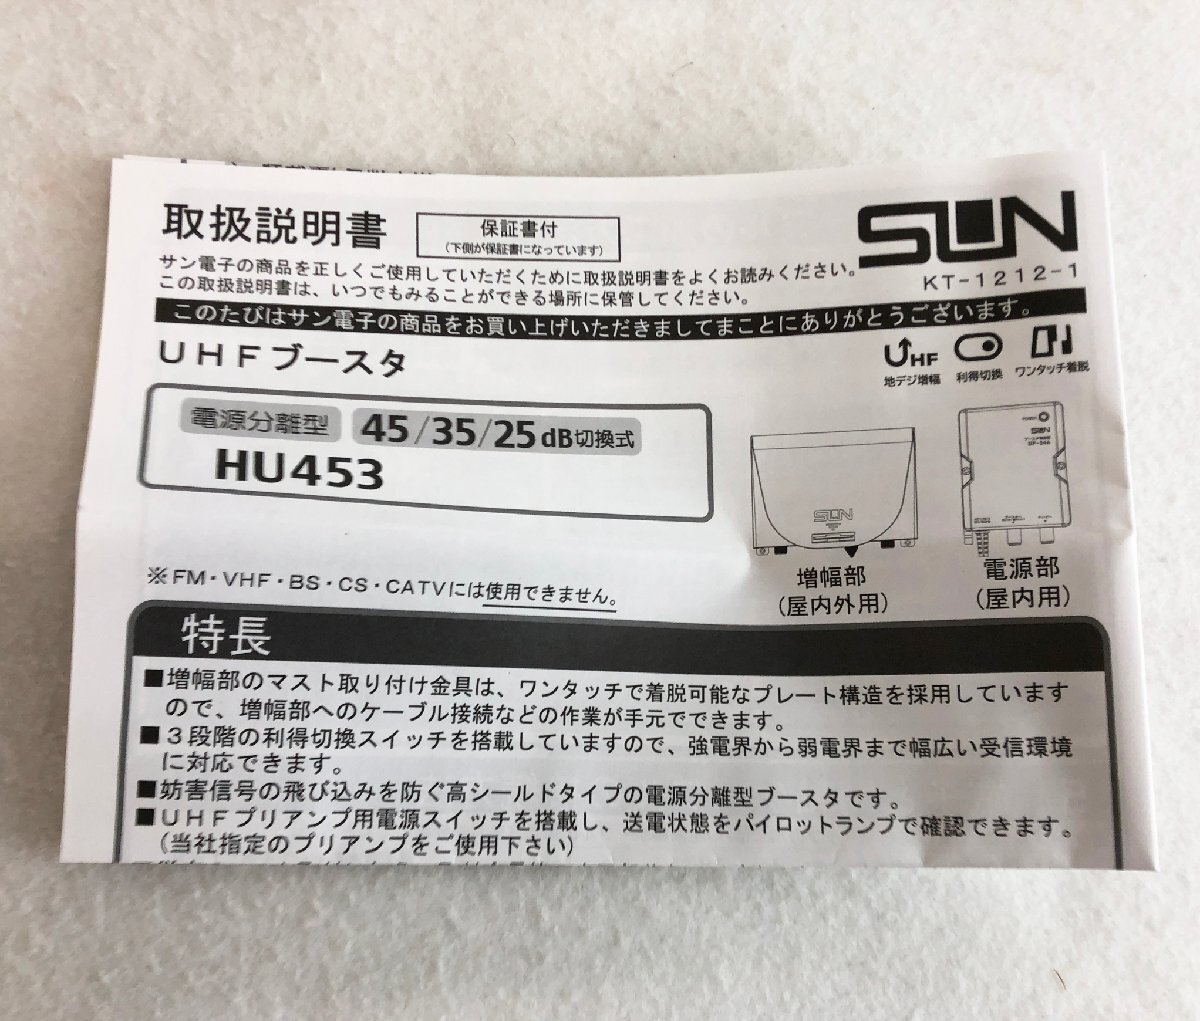 取扱説明書
保証書付
(下側が保証書になっています)
SUN
KT-1212-1
サン電子の商品を正しくご使用していただくために取扱説明書をよくお読みください。
この取扱説明書は、いつでもみることができる場所に保管してください。
このたびはサン電子の商品をお買い上げいただきましてまことにありがとうございます。
UHFブースタ
UHF
地デジ増幅
利得切換
ワンタッチ着脱
電源分離型 45/35/25dB切換式
HU453
POWER
SUN
SUN
増幅部
(屋内外用)
電源部
(屋内用)
※FM・VHF・BS・CS・CATVには使用できません。
特長
■増幅部のマスト取り付け金具は、ワンタッチで着脱可能なプレート構造を採用しています
ので、増幅部へのケーブル接続などの作業が手元でできます。
■3段階の利得切換スイッチを搭載していますので、強電界から弱電界まで幅広い受信環境
に対応できます。
■妨害信号の飛び込みを防ぐ高シールドタイプの電源分離型ブースタです。
■UHFプリアンプ用電源スイッチを搭載し、送電状態をパイロットランプで確認できます。
(当社指定のプリアンプをご使用下さい)